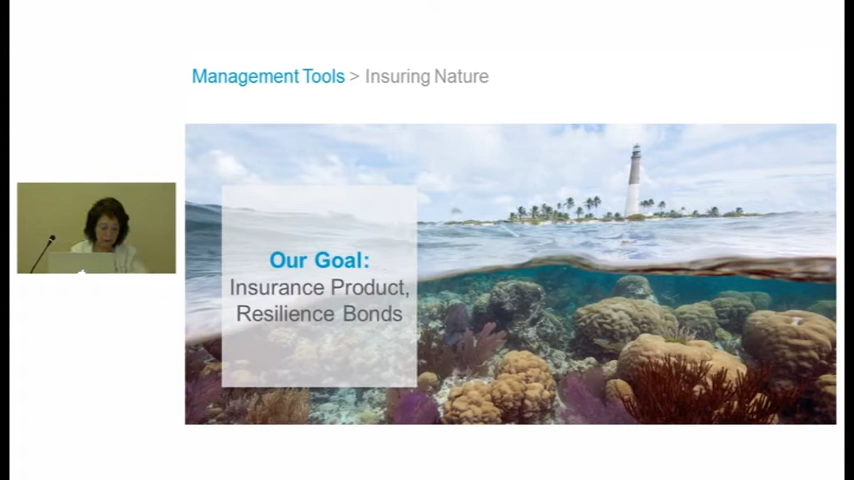 Management Tools > Insuring Nature
Our Goal:
Insurance Product,
Resilience Bonds